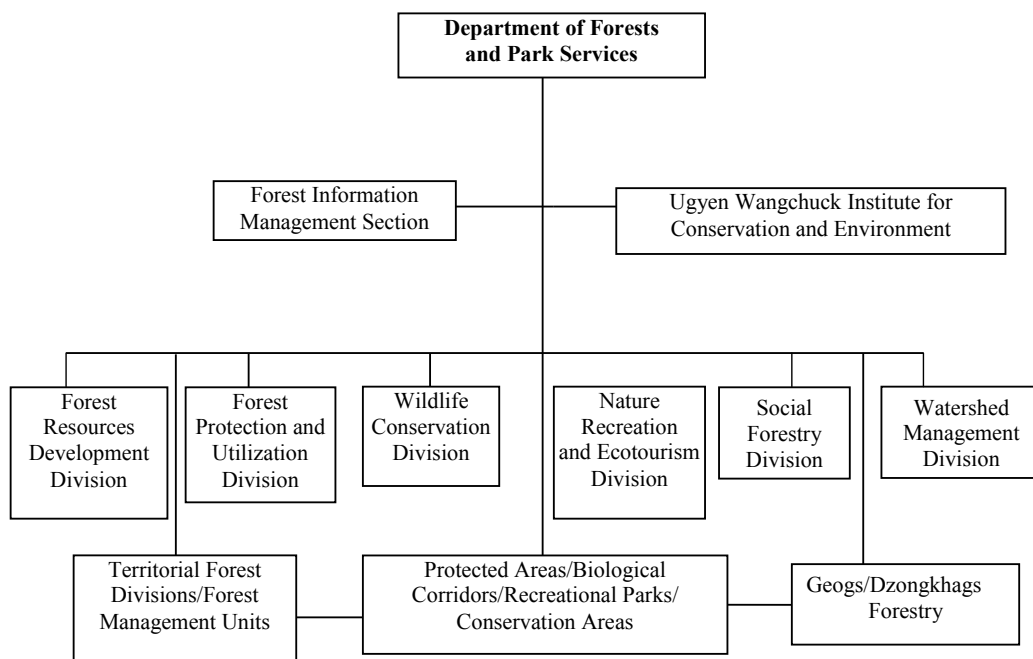 Department of Forests
and Park Services
Forest Information
Management Section
Ugyen Wangchuck Institute for
Conservation and Environment
Forest
Resources
Development
Division
Forest
Protection and
Utilization
Division
Wildlife
Conservation
Division
Nature
Recreation
and Ecotourism
Division
Social
Forestry
Division
Watershed
Management
Division
Territorial Forest
Divisions/Forest
Management Units
Protected Areas/Biological
Corridors/Recreational Parks/
Conservation Areas
Geogs/Dzongkhags
Forestry